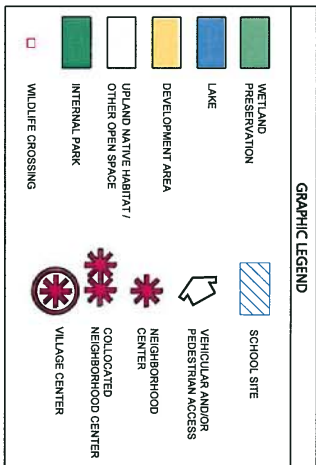 GRAPHIC LEGEND
WETLAND
PRESERVATION
LAKE
DEVELOPMENT AREA
UPLAND NATIVE HABITAT /
OTHER OPEN SPACE
INTERNAL PARK
WILDLIFE CROSSING
SCHOOL SITE
VEHICULAR AND/OR
PEDESTRIAN ACCESS
NEIGHBORHOOD
CENTER
COLLOCATED
NEIGHBORHOOD CENTER
VILLAGE CENTER